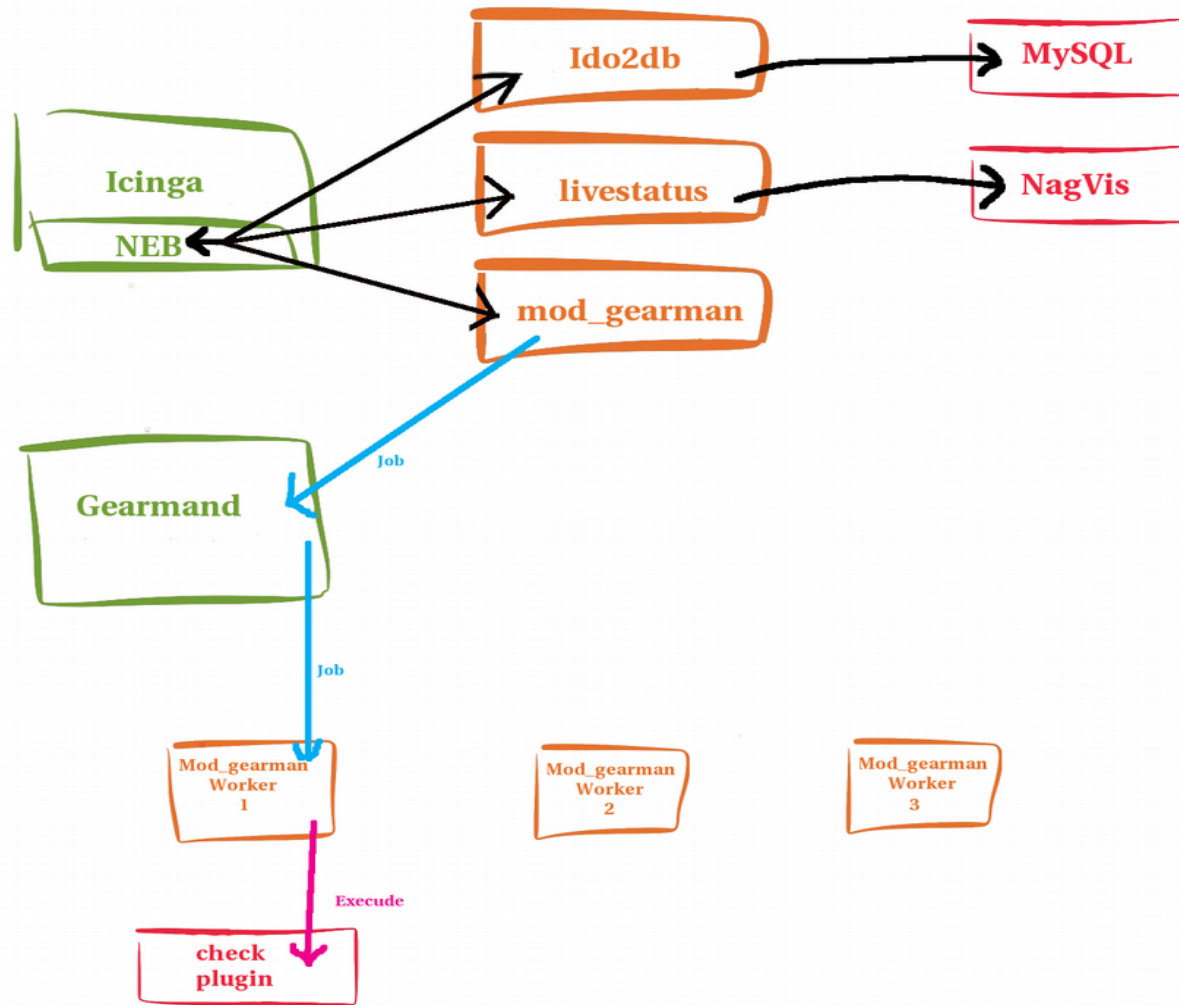 Ido2db
MySQL
Icinga
NEB
livestatus
NagVis
mod_gearman
Job
Gearmand
Job
Mod_gearman
Worker
1
Mod_gearman
Worker
2
Mod_gearman
Worker
3
Execude
check
plugin